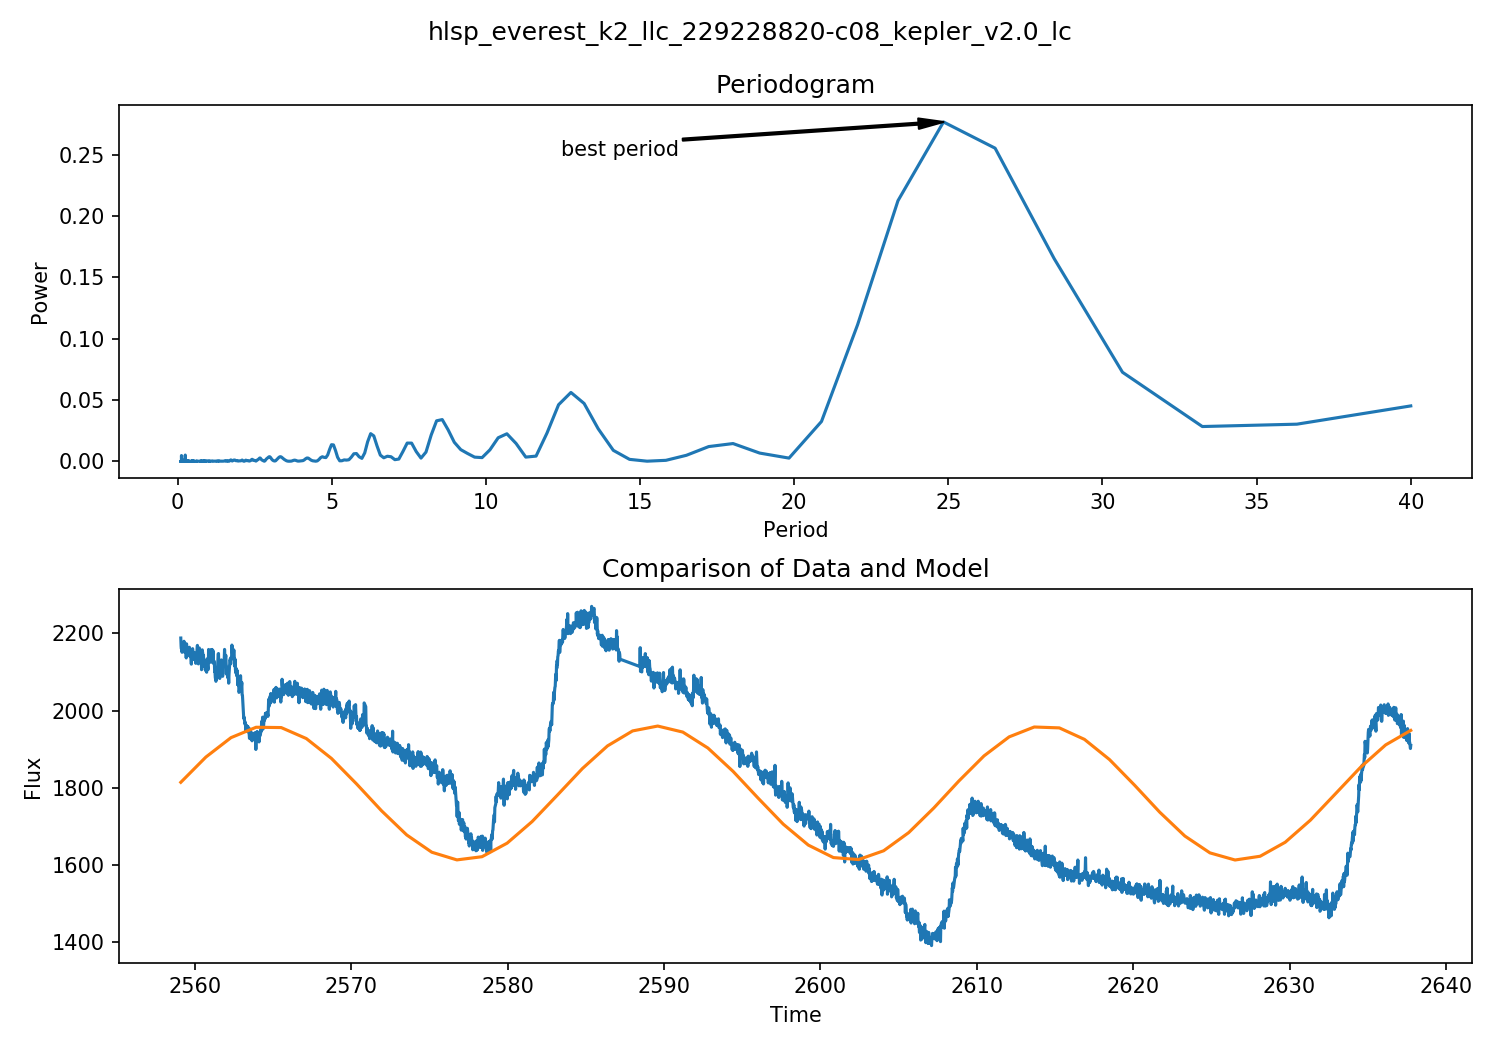 hlsp_everest_k2_llc_229228820-c08_kepler_v2.0_lc
Periodogram
best period
Power
0.25
0.20
0.15
0.10
0.05
0.00
0 5 10 15 20 25 30 35 40
Period
Comparison of Data and Model
Flux
2200
2000
1800
1600
1400
2560 2570 2580 2590 2600 2610 2620 2630 2640
Time